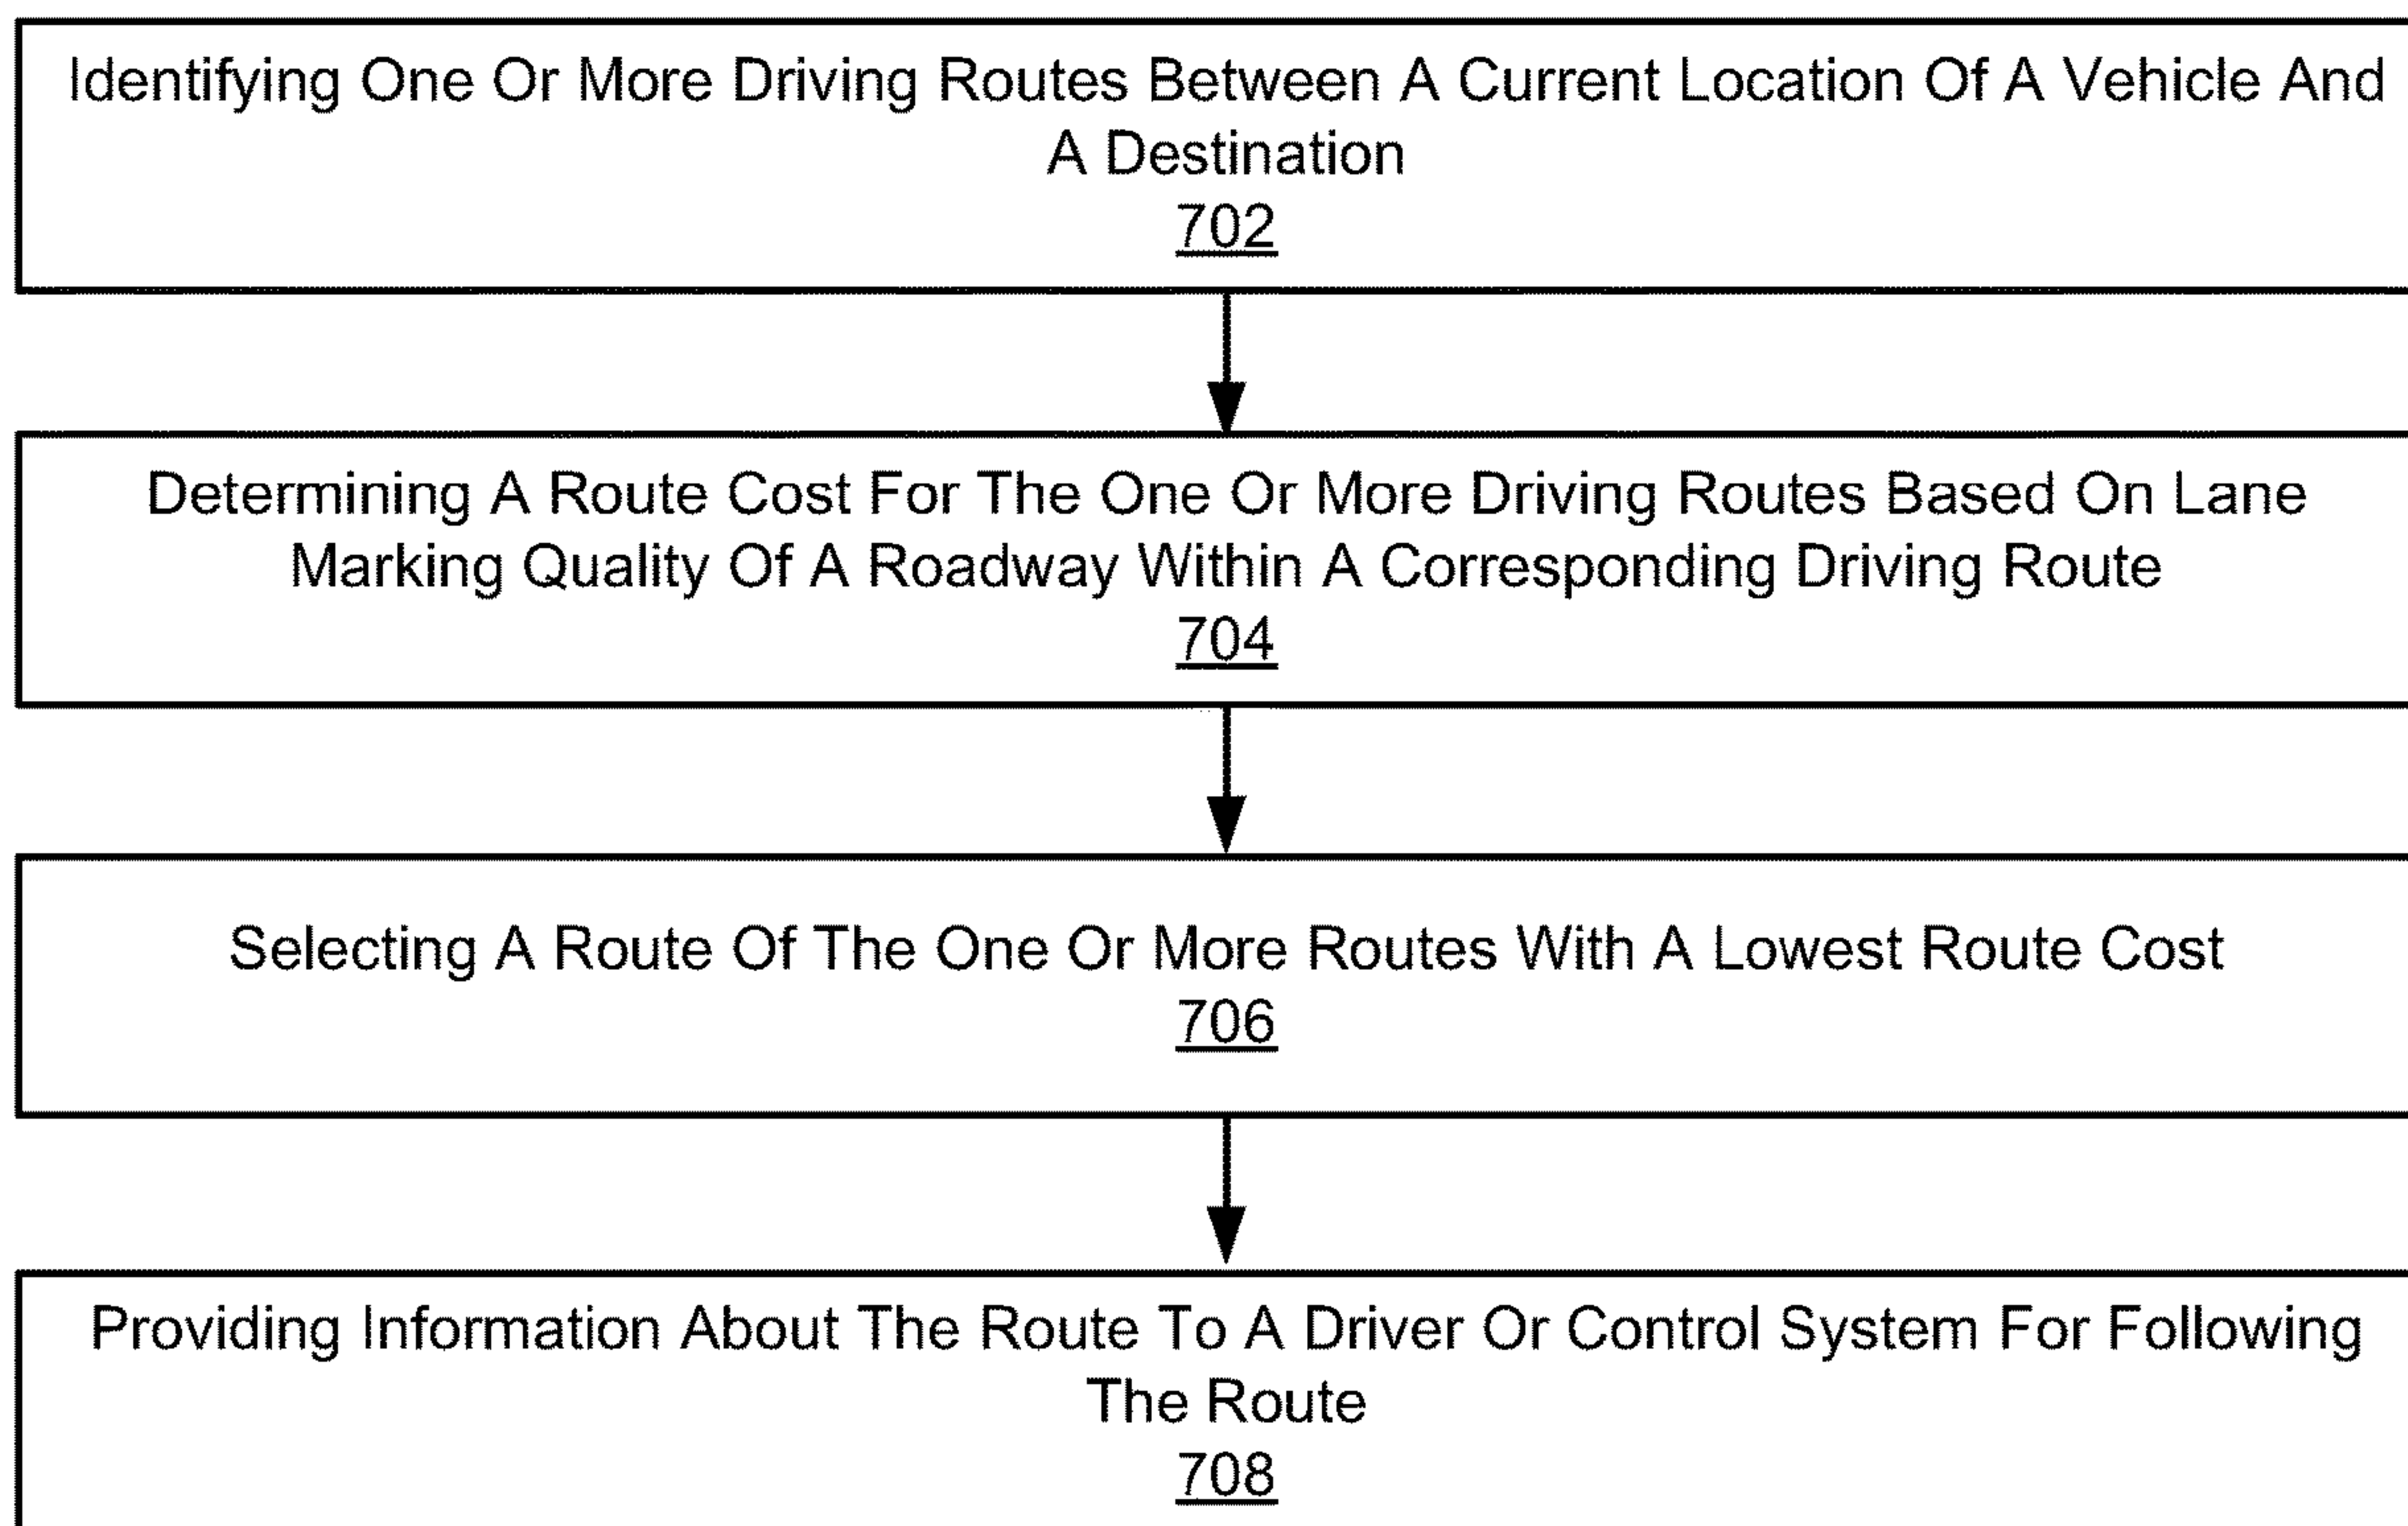 Identifying One Or More Driving Routes Between A Current Location Of A Vehicle And
A Destination
702
Determining A Route Cost For The One Or More Driving Routes Based On Lane
Marking Quality Of A Roadway Within A Corresponding Driving Route
704
Selecting A Route Of The One Or More Routes With A Lowest Route Cost
706
Providing Information About The Route To A Driver Or Control System For Following
The Route
708